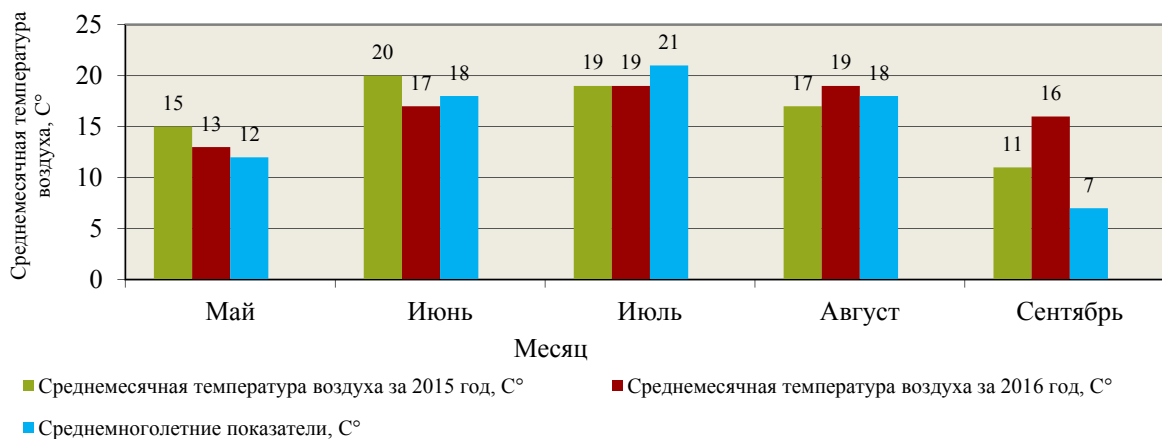 Среднемесячная температура
воздуха, С°
25
20
15
10
5
0
15
13
12
20
17
18
19
19
21
17
19
18
11
16
7
Май
Июнь
Июль
Август
Сентябрь
Месяц
Среднемесячная температура воздуха за 2015 год, С°
Среднемесячная температура воздуха за 2016 год, С°
Среднемноголетние показатели, С°